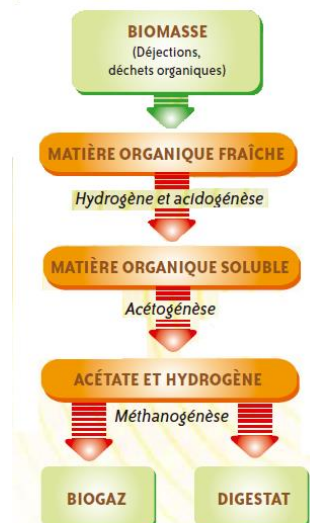 BIOMASSE
(Déjections,
déchets organiques)
MATIÈRE ORGANIQUE FRAÎCHE
Hydrogène et acidogénèse
MATIÈRE ORGANIQUE SOLUBLE
Acétogénèse
ACÉTATE ET HYDROGÈNE
Méthanogénèse
BIOGAZ
DIGESTAT